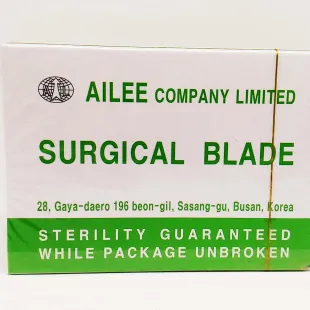 AILEE COMPANY LIMITED
SURGICAL BLADE
28, Gaya-daero 196 beon-gil, Sasang-gu, Busan, Korea
STERILITY GUARANTEED
WHILE PACKAGE UNBROKEN